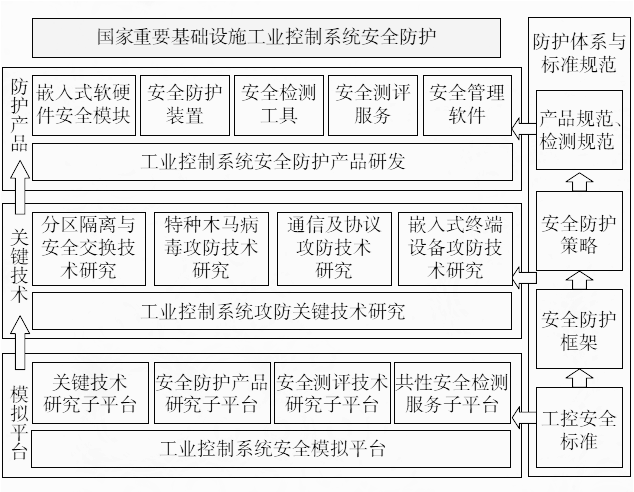 国家重要基础设施工业控制系统安全防护
防护产品
嵌入式软硬
件安全模块
安全防护
装置
安全检测
工具
安全测评
服务
安全管理
软件
工业控制系统安全防护产品研发
关键技术
分区隔离与
安全交换技
术研究
特种木马病
毒攻防技术
研究
通信及协议
攻防技术
研究
嵌入式终端
设备攻防技
术研究
工业控制系统攻防关键技术研究
模拟平台
关键技术
研究子平台
安全防护产品
研究子平台
安全测评技术
研究子平台
共性安全检测
服务子平台
工业控制系统安全模拟平台
防护体系与
标准规范
产品规范、
检测规范
安全防护
策略
安全防护
框架
工控安全
标准